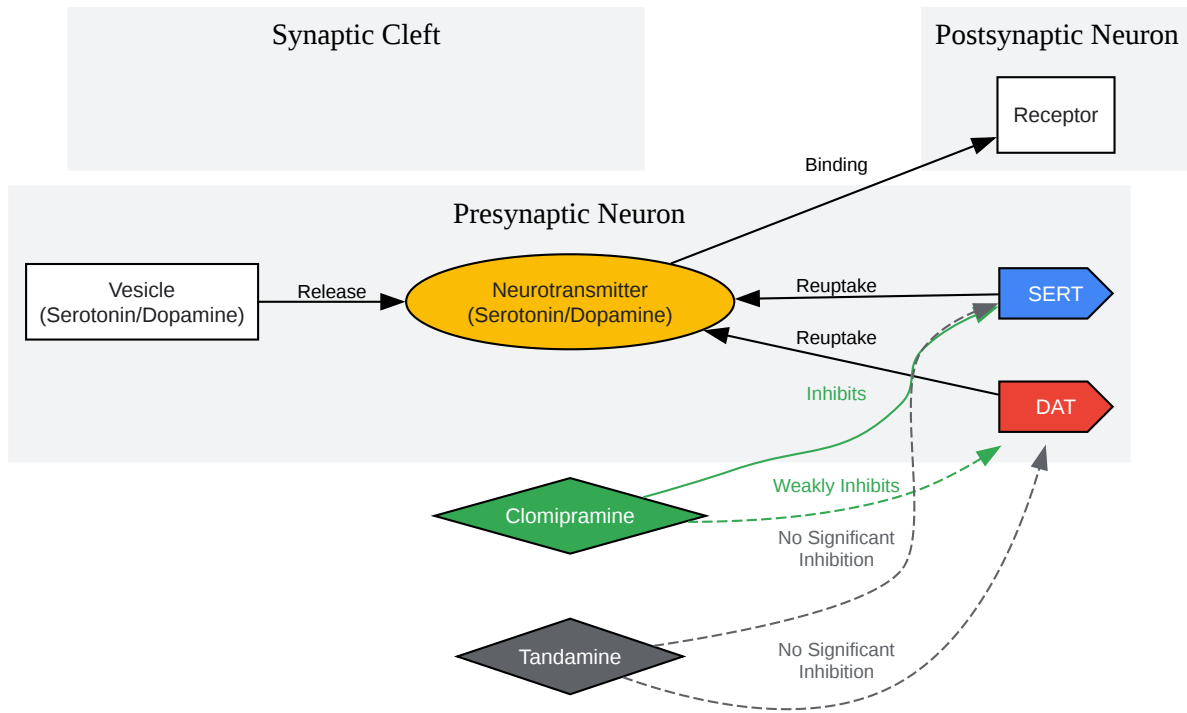 Synaptic Cleft
Postsynaptic Neuron
Receptor
Binding
Presynaptic Neuron
Vesicle
(Serotonin/Dopamine)
Release
Neurotransmitter
(Serotonin/Dopamine)
Reuptake
SERT
Reuptake
DAT
Inhibits
Weakly Inhibits
Clomipramine
No Significant
Inhibition
Tandamine
No Significant
Inhibition